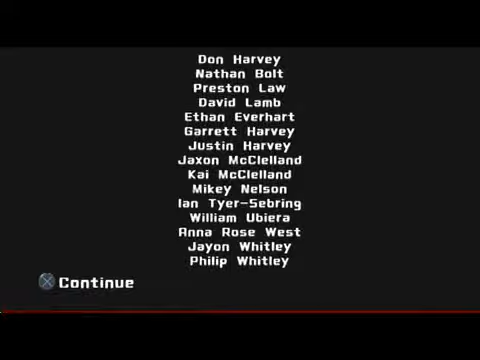 Don Harvey
Nathan Bolt
Preston Law
David Lamb
Ethan Everhart
Garrett Harvey
Justin Harvey
Jaxon McClelland
Kai McClelland
Mikey Nelson
Ian Tyer-Sebring
William Ubiera
Anna Rose West
Jayon Whitley
Philip Whitley
Continue